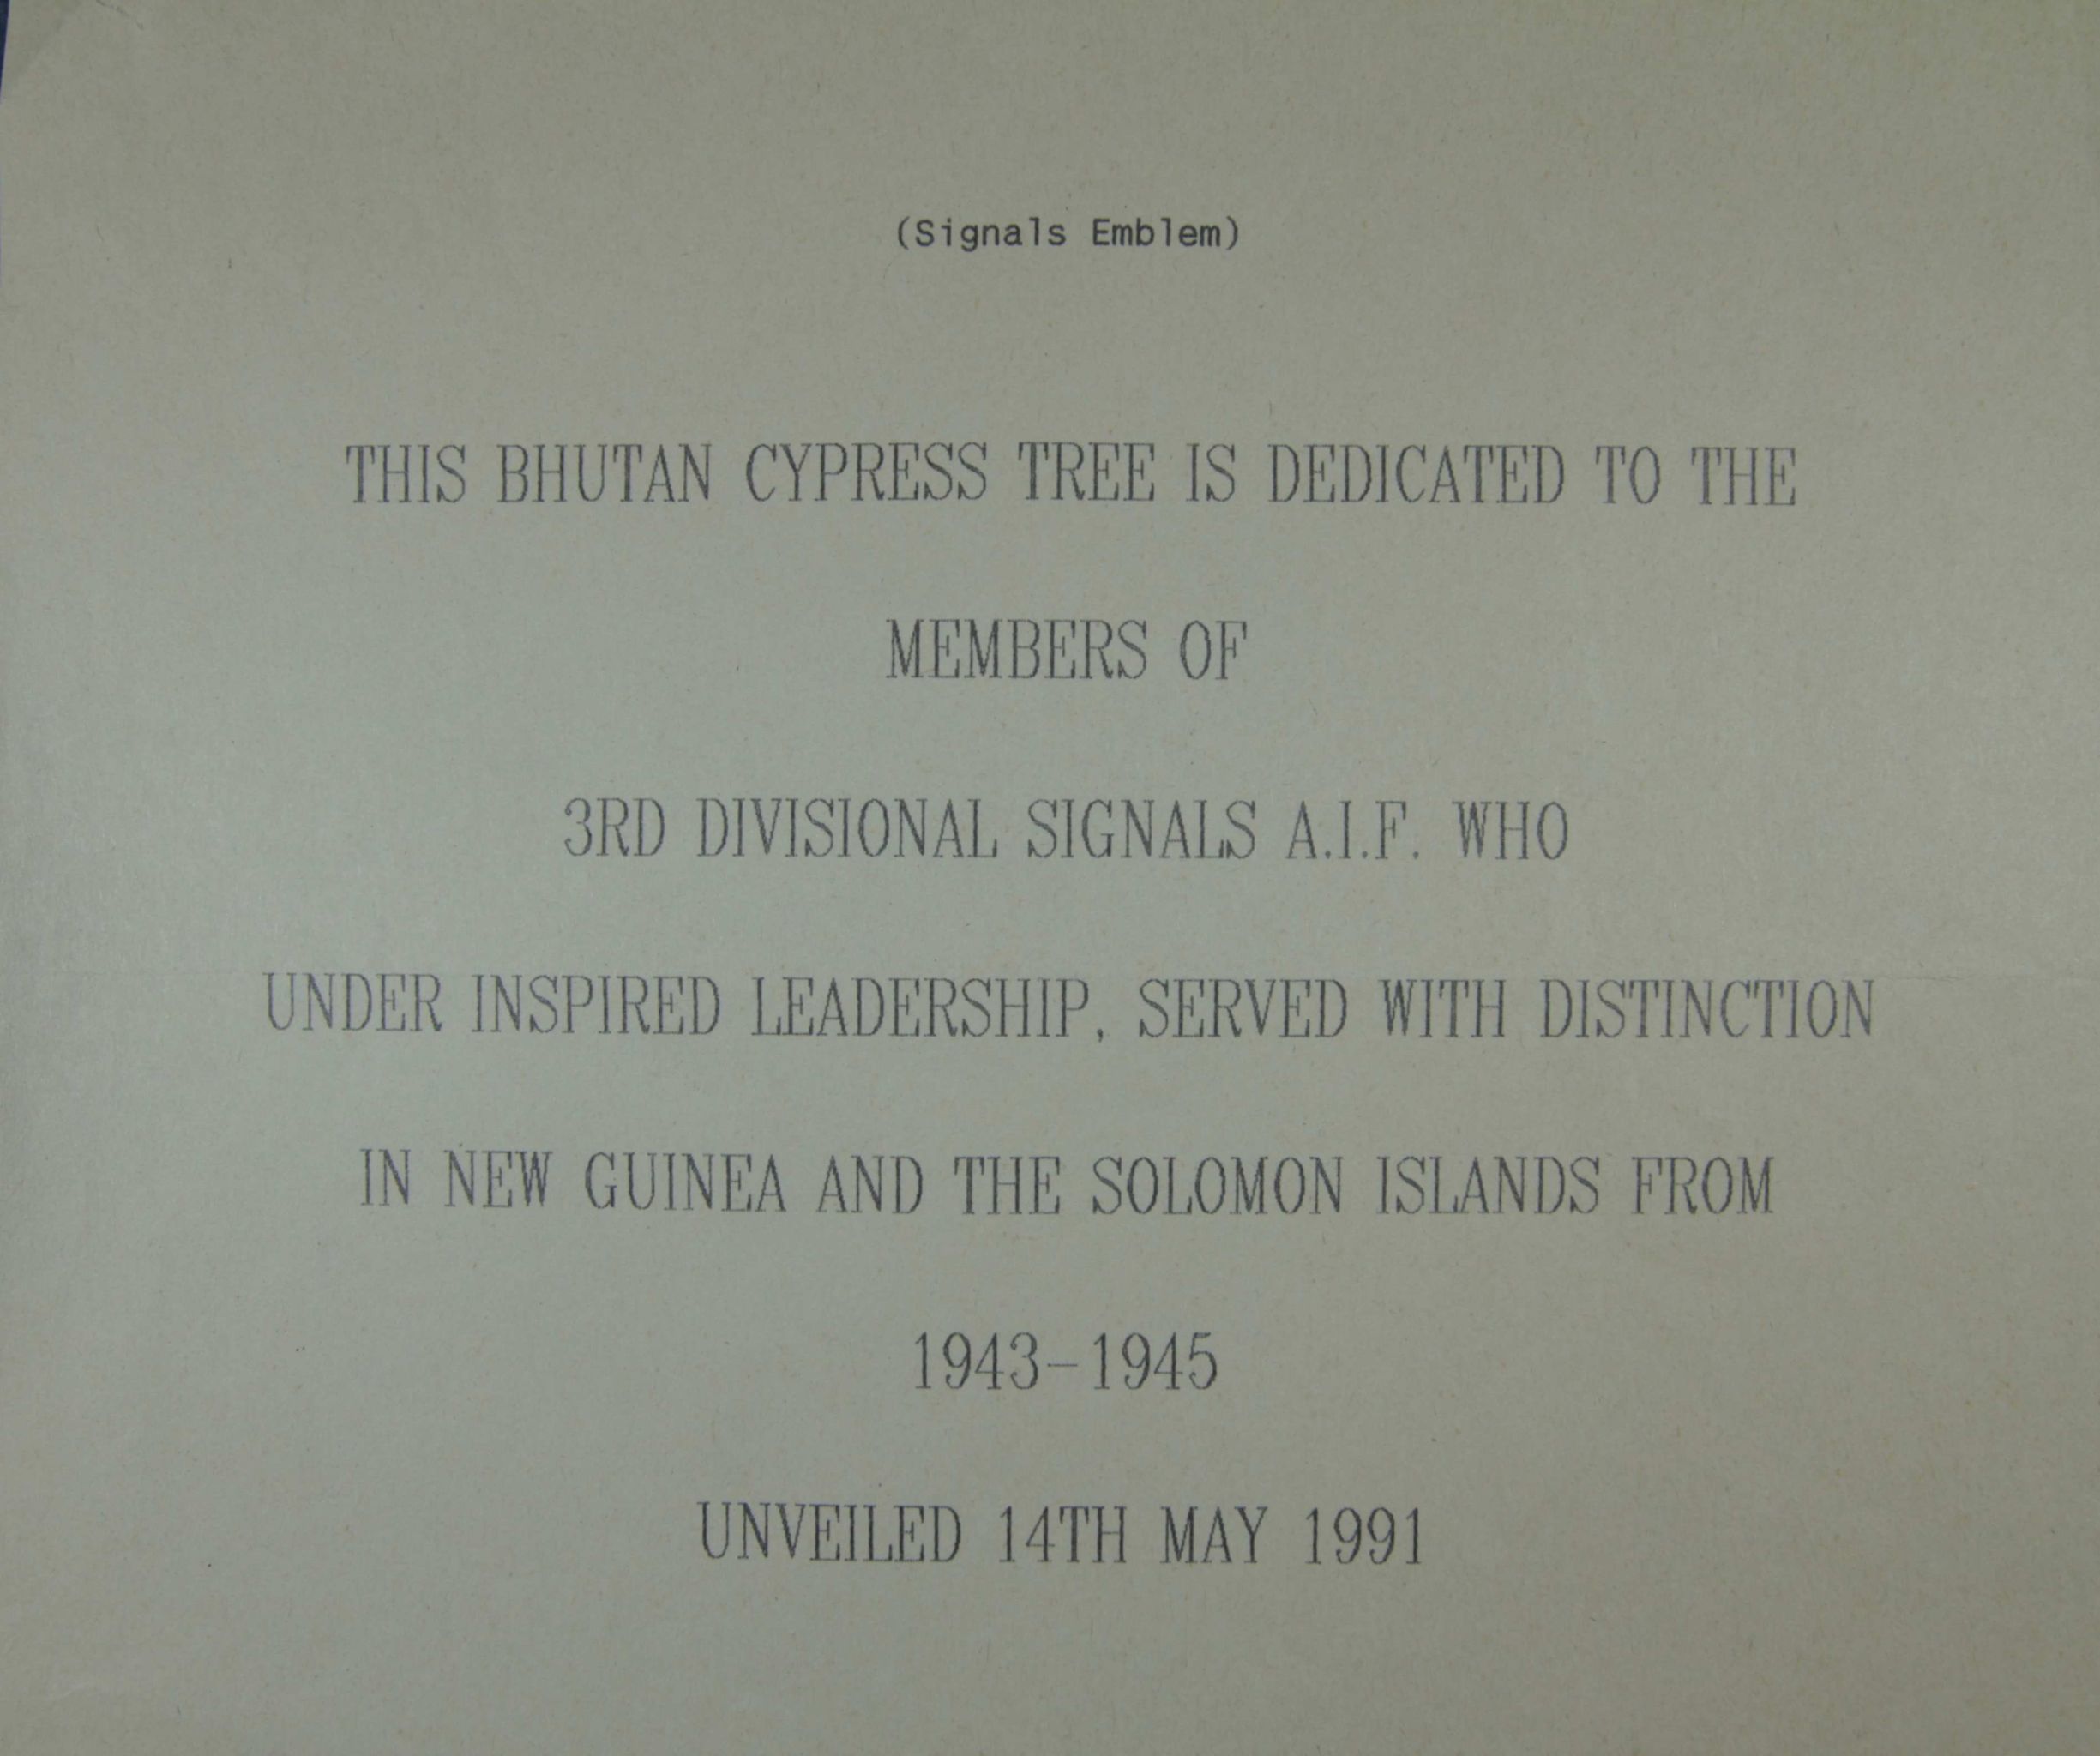 (Signals Emblem)
THIS BHUTAN CYPRESS TREE IS DEDICATED TO THE
MEMBERS OF
3RD DIVISIONAL SIGNALS A.I.F. WHO
UNDER INSPIRED LEADERSHIP, SERVED WITH DISTINCTION
IN NEW GUINEA AND THE SOLOMON ISLANDS FROM
1943-1945
UNVEILED 14TH MAY 1991